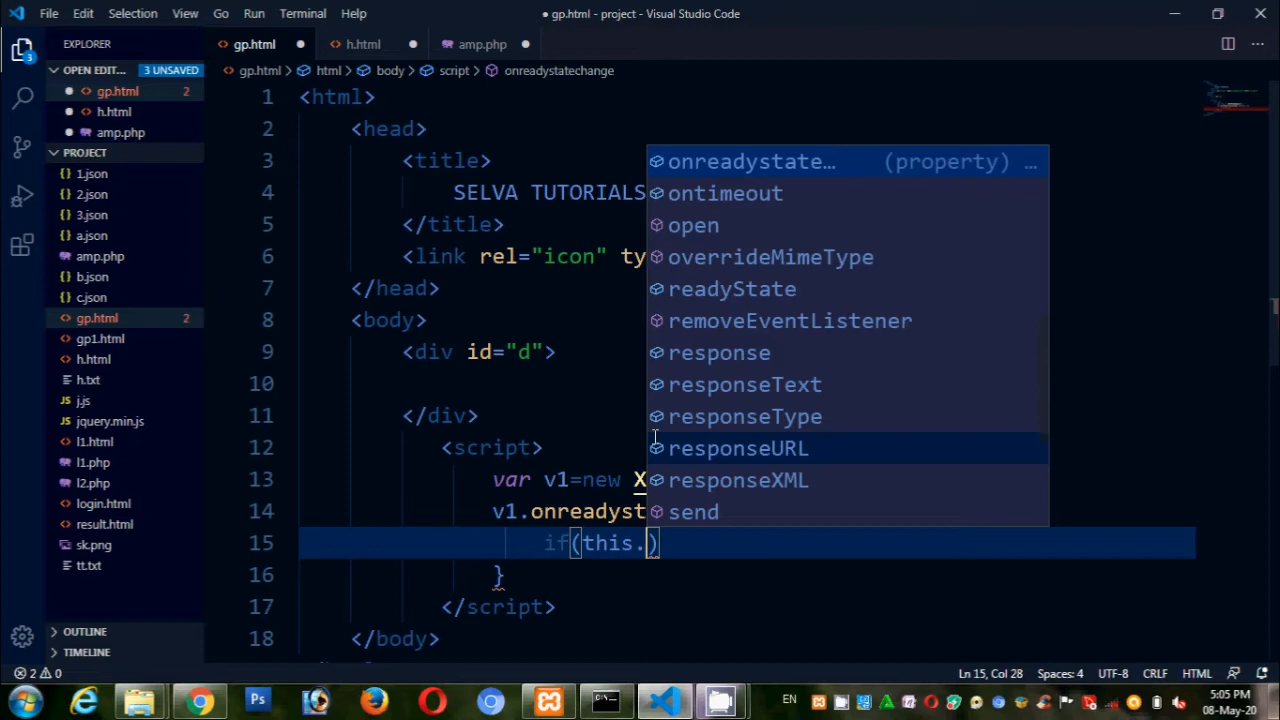 File Edit Selection View Go Run Terminal Help
● gp.html - project - Visual Studio Code
EXPLORER
gp.html ● h.html ● amp.php ●
OPEN EDIT... 3 UNSAVED
gp.html > html > body > script > onreadystatechange
● gp.html 2
● h.html
● amp.php
PROJECT
1.json
2.json
3.json
a.json
amp.php
b.json
c.json
gp.html 2
gp1.html
h.html
h.txt
j.js
jquery.min.js
l1.html
l1.php
l2.php
login.html
result.html
sk.png
tt.txt
OUTLINE
TIMELINE
3
1 <html>
2 <head>
3 <title>
4 SELVA TUTORIALS
5 </title>
6 <link rel="icon" ty
7 </head>
8 <body>
9 <div id="d">
10
11 </div>
12 <script>
13 var v1=new X
14 v1.onreadyst
15 if(this.)
16 }
17 </script>
18 </body>
onreadystate… (property) …
ontimeout
open
overrideMimeType
readyState
removeEventListener
response
responseText
responseType
responseURL
responseXML
send
2 0
Ln 15, Col 28 Spaces: 4 UTF-8 CRLF HTML
Ps
EN
5:05 PM
08-May-20